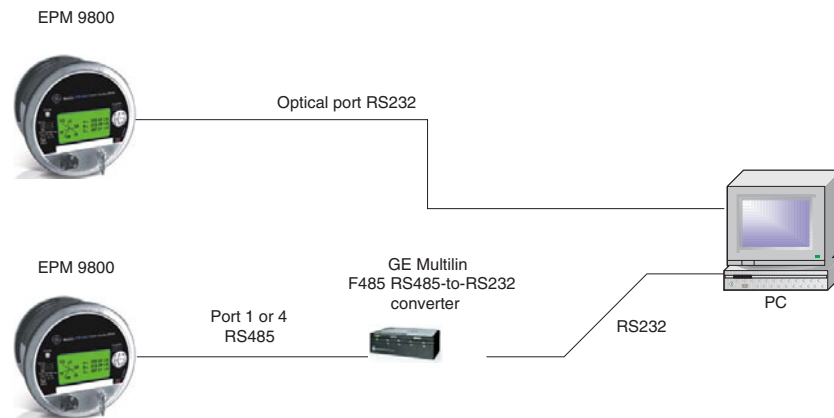 EPM 9800
Optical port RS232
EPM 9800
GE Multilin
F485 RS485-to-RS232
converter
Port 1 or 4
RS485
RS232
PC